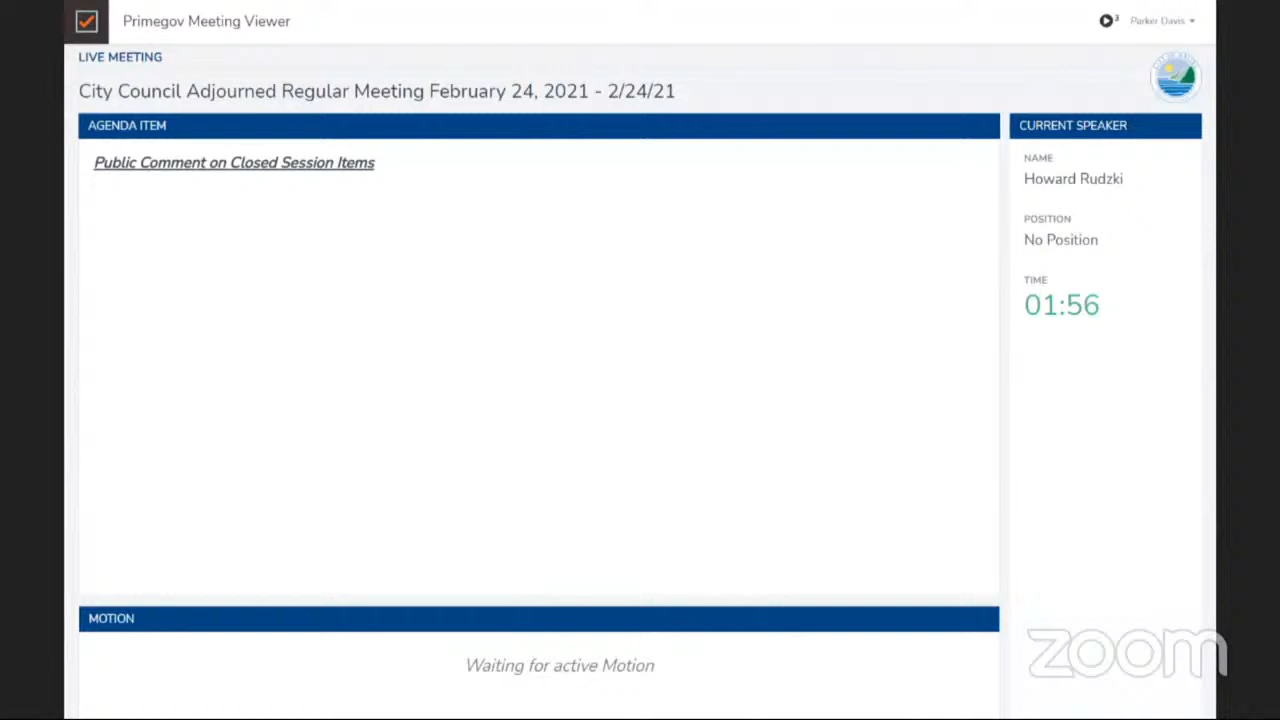 Primegov Meeting Viewer
3
Parker Davis
LIVE MEETING
City Council Adjourned Regular Meeting February 24, 2021 - 2/24/21
AGENDA ITEM
Public Comment on Closed Session Items
CURRENT SPEAKER
NAME
Howard Rudzki
POSITION
No Position
TIME
01:56
MOTION
Waiting for active Motion
zoom